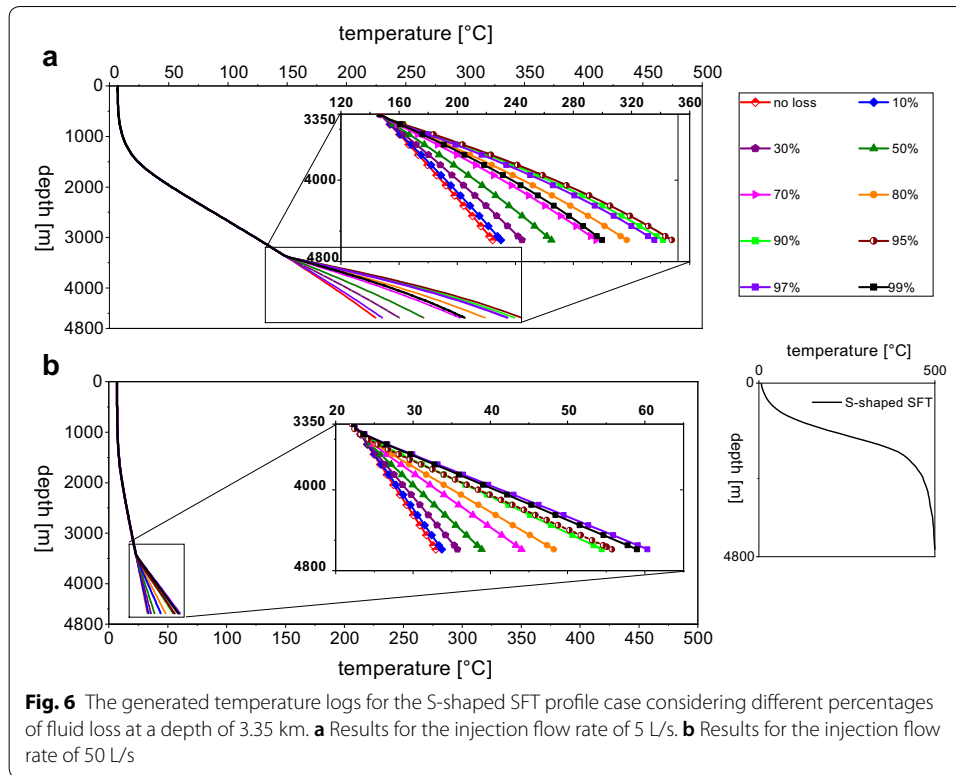 temperature [°C]
a
0 50 100 150 200 250 300 350 400 450 500
0
1000
2000
3000
4000
4800
depth [m]
120 160 200 240 280 320 360
3350
4000
4800
no loss 10%
30% 50%
70% 80%
90% 95%
97% 99%
b
0
1000
2000
3000
4000
4800
depth [m]
20 30 40 50 60
3350
4000
4800
0 50 100 150 200 250 300 350 400 450 500
temperature [°C]
temperature [°C]
0 500
S-shaped SFT
depth [m]
4800
Fig. 6 The generated temperature logs for the S-shaped SFT profile case considering different percentages
of fluid loss at a depth of 3.35 km. a Results for the injection flow rate of 5 L/s. b Results for the injection flow
rate of 50 L/s